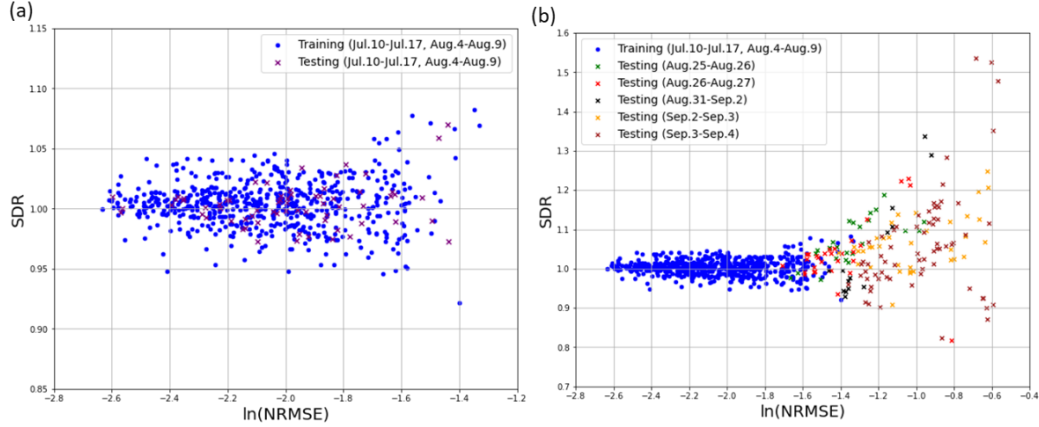 (a)
1.15
1.10
1.05
1.00
0.95
0.90
0.85
SDR
Training (Jul.10-Jul.17, Aug.4-Aug.9)
Testing (Jul.10-Jul.17, Aug.4-Aug.9)
−2.8 −2.6 −2.4 −2.2 −2.0 −1.8 −1.6 −1.4 −1.2
ln(NRMSE)
(b)
1.6
1.5
1.4
1.3
1.2
1.1
1.0
0.9
0.8
0.7
SDR
Training (Jul.10-Jul.17, Aug.4-Aug.9)
Testing (Aug.25-Aug.26)
Testing (Aug.26-Aug.27)
Testing (Aug.31-Sep.2)
Testing (Sep.2-Sep.3)
Testing (Sep.3-Sep.4)
−2.8 −2.6 −2.4 −2.2 −2.0 −1.8 −1.6 −1.4 −1.2 −1.0 −0.8 −0.6 −0.4
ln(NRMSE)